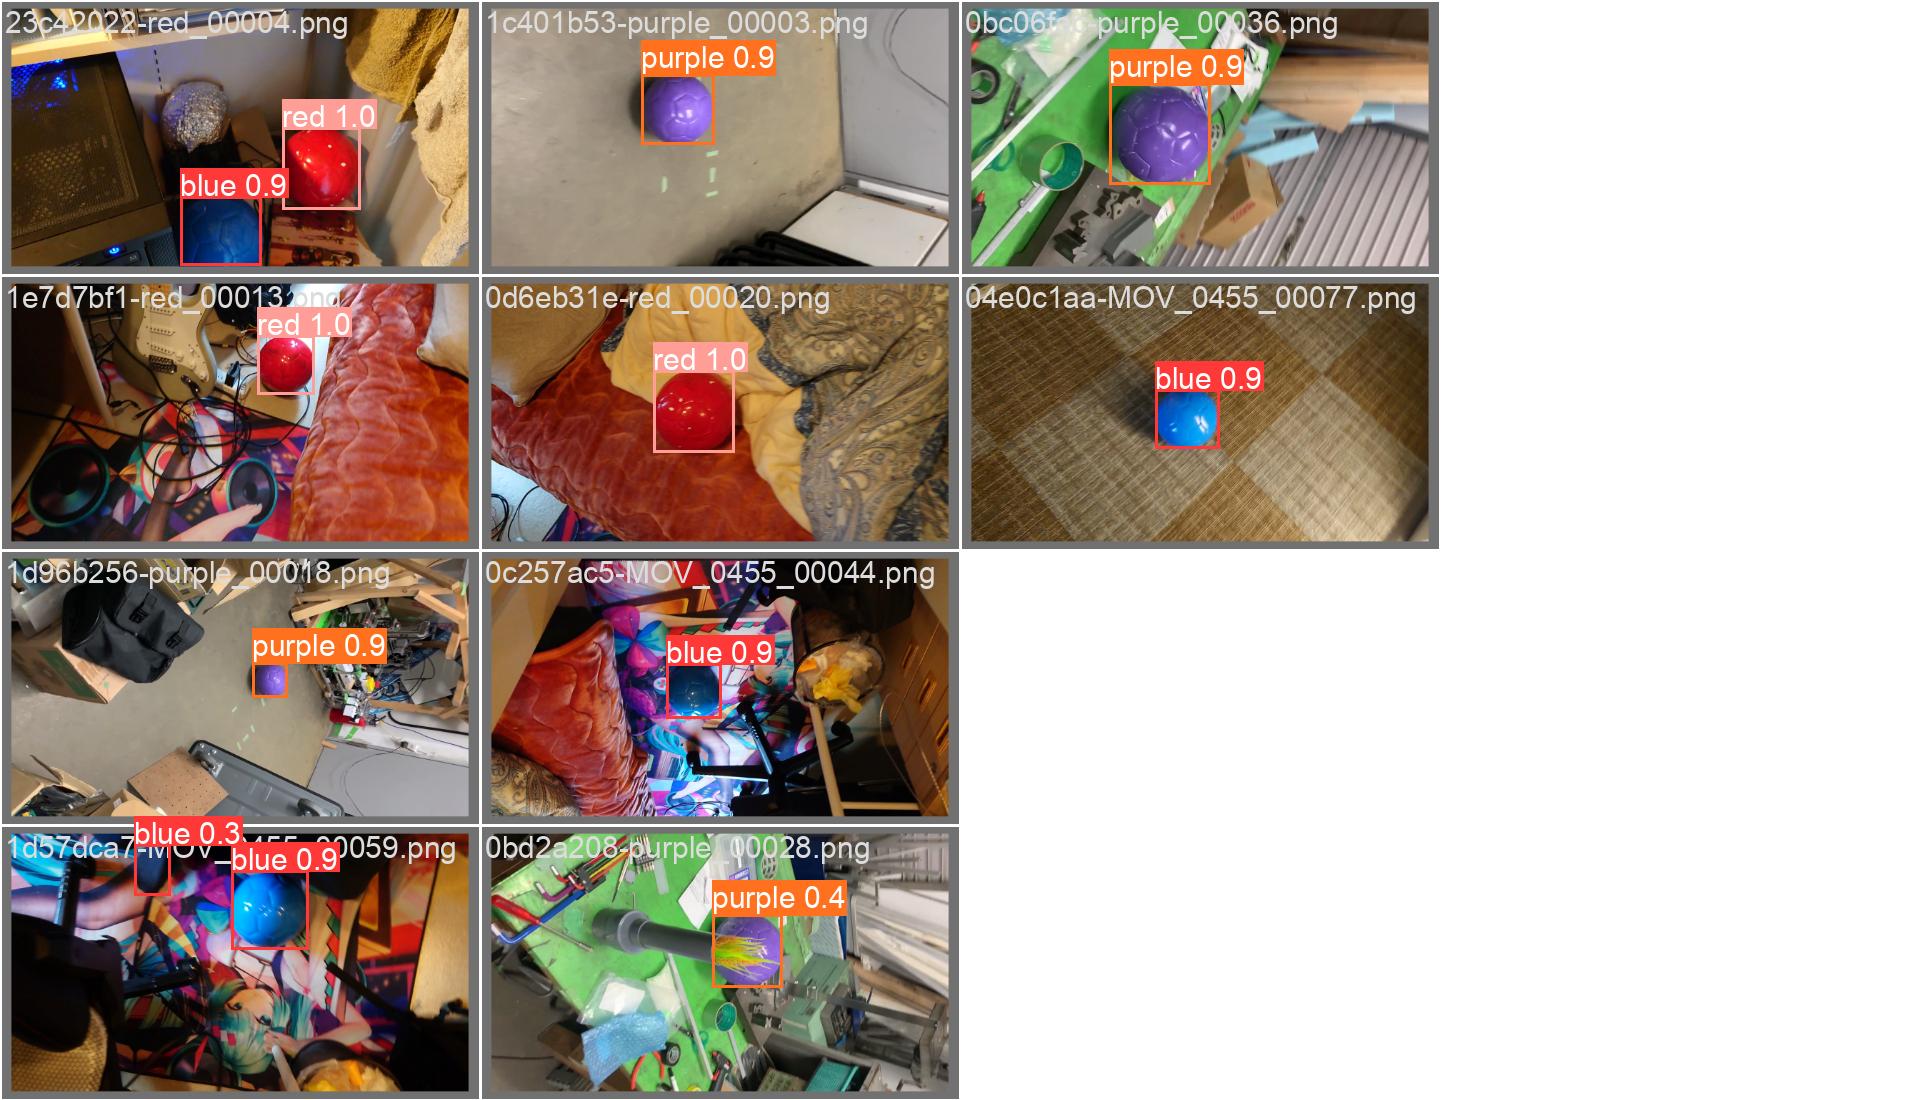 23c42022-red_00004.png
red 1.0
blue 0.9
1c401b53-purple_00003.png
purple 0.9
purple_00036.png
purple 0.9
1e7d7bf1-red_00013.png
red 1.0
0d6eb31e-red_00020.png
red 1.0
04e0c1aa-MOV_0455_00077.png
blue 0.9
1d96b256-purple_00018.png
purple 0.9
0c257ac5-MOV_0455_00044.png
blue 0.9
blue 0.3
1d57dca7-MOV_0455_00059.png
blue 0.9
0bd2a208-purple_00028.png
purple 0.4